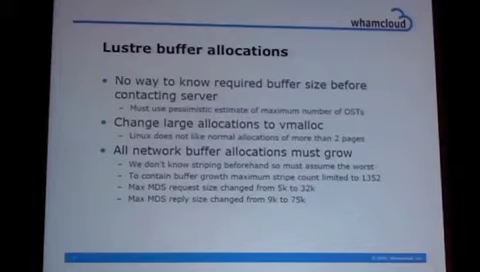 whamcloud
Lustre buffer allocations
• No way to know required buffer size before
contacting server
– Must use pessimistic estimate of maximum number of OSTs
• Change large allocations to vmalloc
– Linux does not like normal allocations of more than 2 pages
• All network buffer allocations must grow
– We don't know striping beforehand so must assume the worst
– To contain buffer growth maximum stripe count limited to 1352
– Max MDS request size changed from 5k to 32k
– Max MDS reply size changed from 9k to 75k
Whamcloud, Inc.